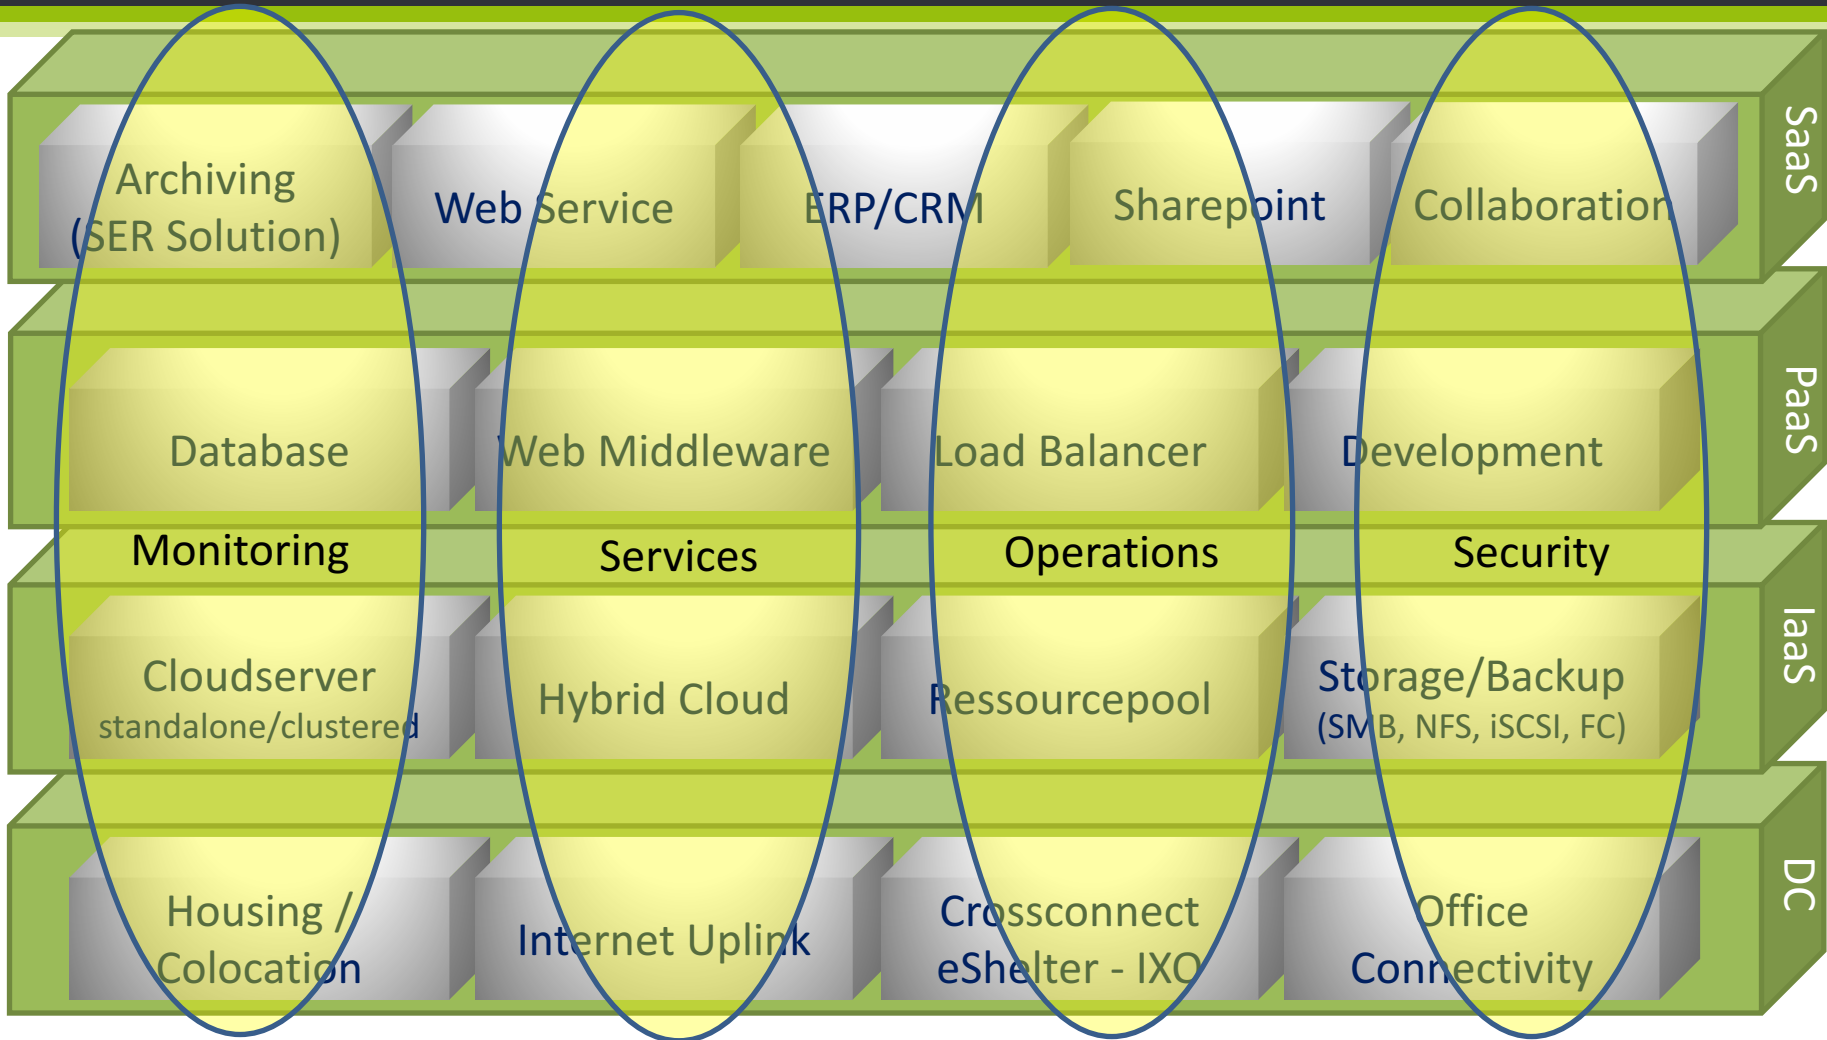 Archiving
(SER Solution)
Web Service
ERP/CRM
Sharepoint
Collaboration
SaaS
Database
Web Middleware
Load Balancer
Development
PaaS
Monitoring
Services
Operations
Security
Cloudserver
standalone/clustered
Hybrid Cloud
Ressourcepool
Storage/Backup
(SMB, NFS, iSCSI, FC)
IaaS
Housing /
Colocation
Internet Uplink
Crossconnect
eShelter - IXO
Office
Connectivity
DC